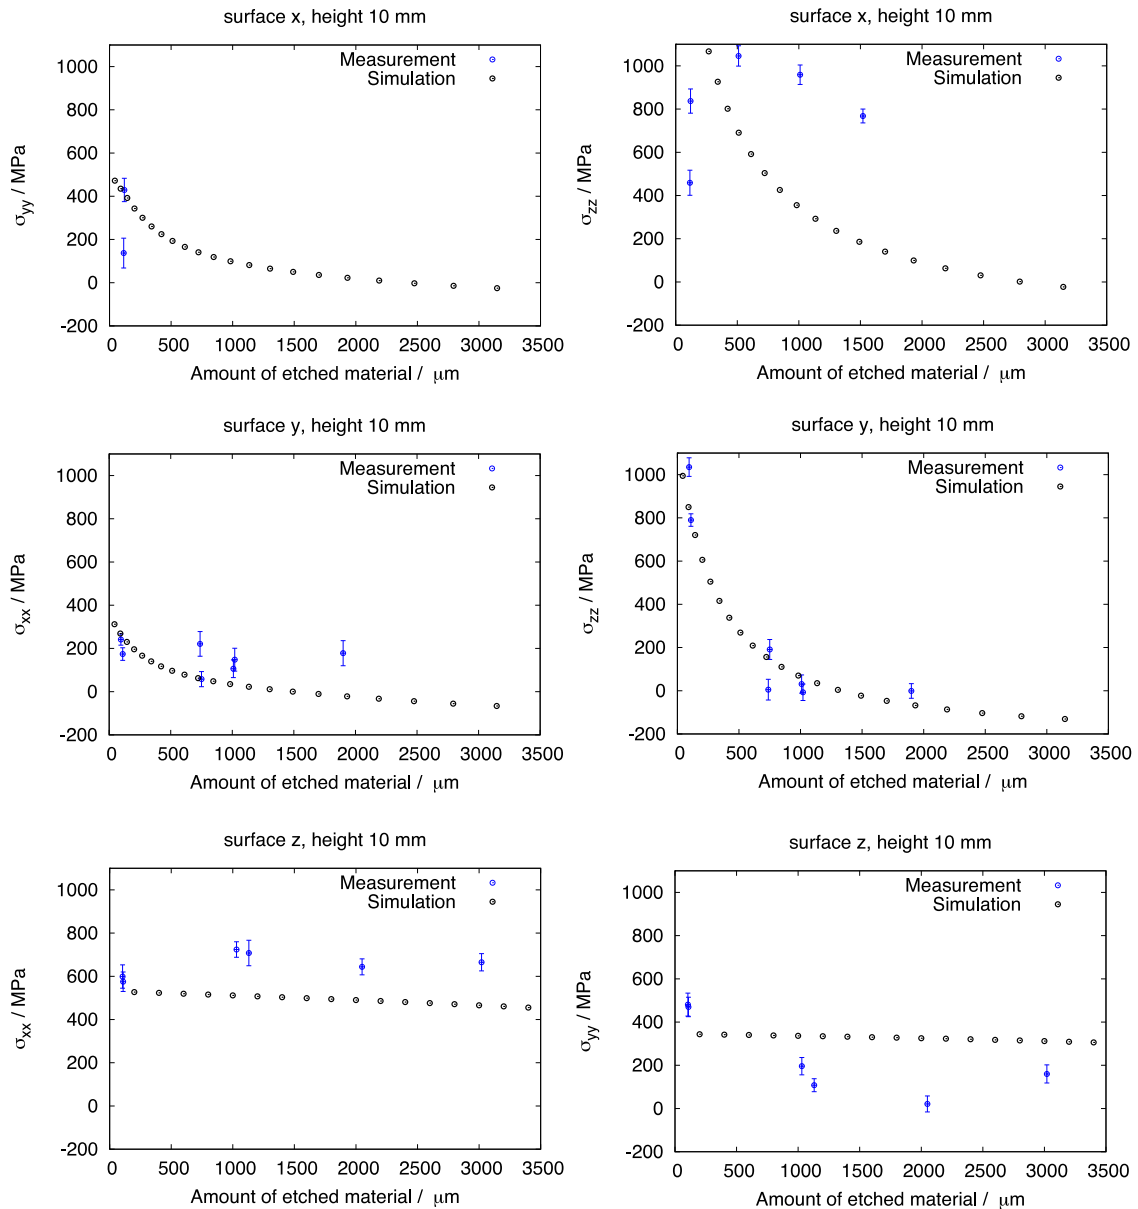 surface x, height 10 mm
Measurement
Simulation
1000
800
600
400
200
0
-200
σyy / MPa
0 500 1000 1500 2000 2500 3000 3500
Amount of etched material / μm
surface x, height 10 mm
Measurement
Simulation
1000
800
600
400
200
0
-200
σzz / MPa
0 500 1000 1500 2000 2500 3000 3500
Amount of etched material / μm
surface y, height 10 mm
Measurement
Simulation
1000
800
600
400
200
0
-200
σxx / MPa
0 500 1000 1500 2000 2500 3000 3500
Amount of etched material / μm
surface y, height 10 mm
Measurement
Simulation
1000
800
600
400
200
0
-200
σzz / MPa
0 500 1000 1500 2000 2500 3000 3500
Amount of etched material / μm
surface z, height 10 mm
Measurement
Simulation
1000
800
600
400
200
0
-200
σxx / MPa
0 500 1000 1500 2000 2500 3000 3500
Amount of etched material / μm
surface z, height 10 mm
Measurement
Simulation
1000
800
600
400
200
0
-200
σyy / MPa
0 500 1000 1500 2000 2500 3000 3500
Amount of etched material / μm